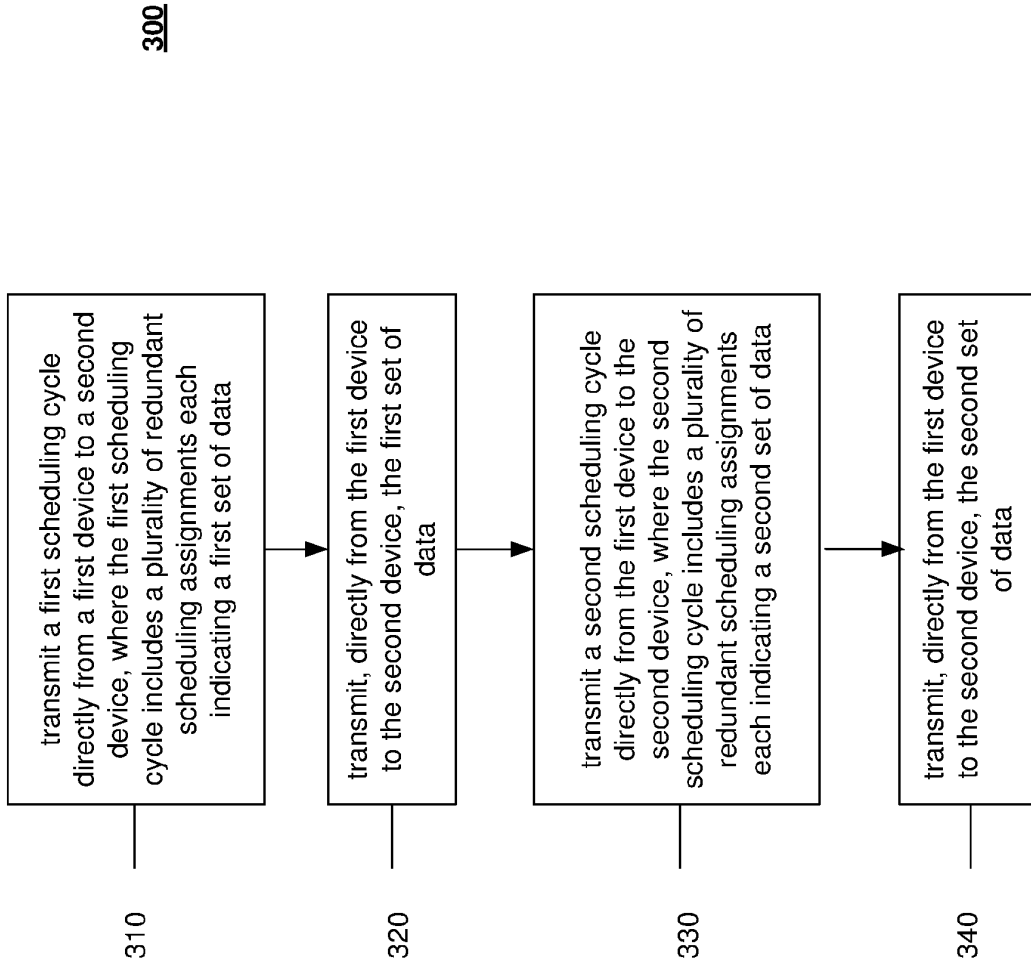 300
310
transmit a first scheduling cycle
directly from a first device to a second
device, where the first scheduling
cycle includes a plurality of redundant
scheduling assignments each
indicating a first set of data
320
transmit, directly from the first device
to the second device, the first set of
data
330
transmit a second scheduling cycle
directly from the first device to the
second device, where the second
scheduling cycle includes a plurality of
redundant scheduling assignments
each indicating a second set of data
340
transmit, directly from the first device
to the second device, the second set
of data